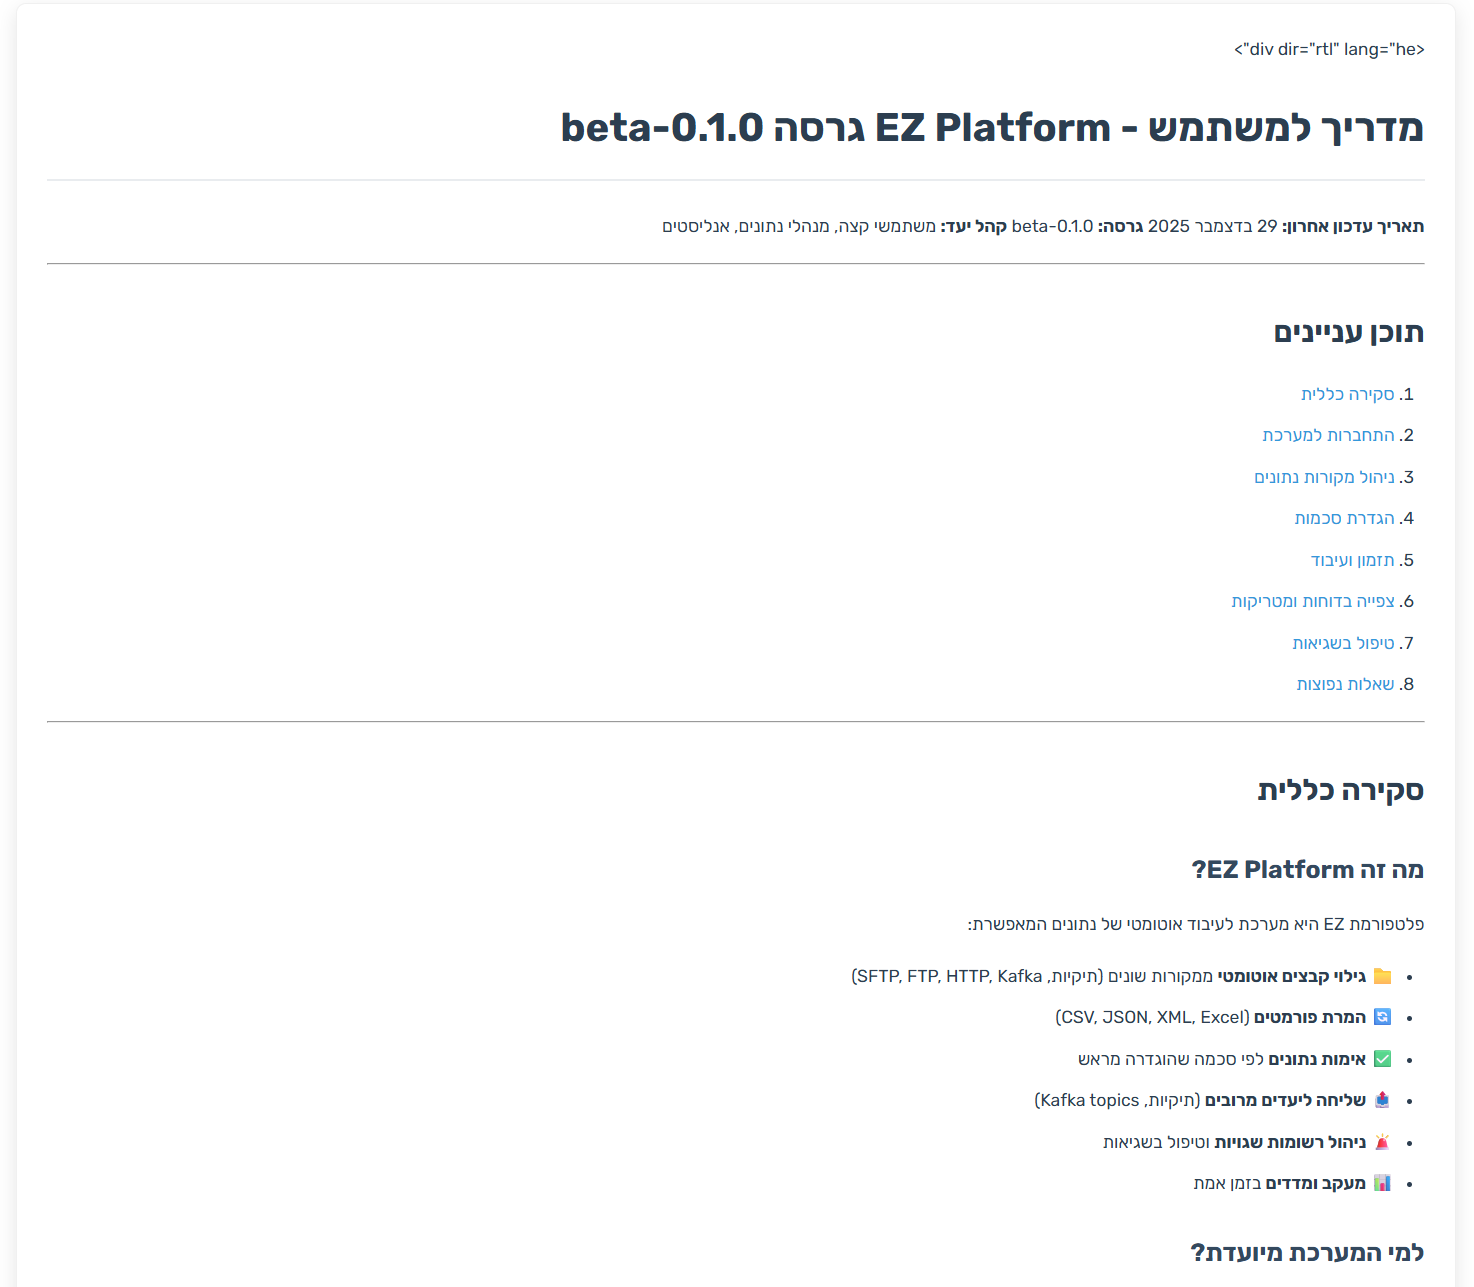 <div dir="rtl" lang="he">
מדריך למשתמש - EZ Platform גרסה 0.1.0-beta
תאריך עדכון אחרון: 29 בדצמבר 2025 גרסה: 0.1.0-beta קהל יעד: משתמשי קצה, מנהלי נתונים, אנליסטים
תוכן עניינים
1. סקירה כללית
2. התחברות למערכת
3. ניהול מקורות נתונים
4. הגדרת סכמות
5. תזמון ועיבוד
6. צפייה בדוחות ומטריקות
7. טיפול בשגיאות
8. שאלות נפוצות
סקירה כללית
מה זה EZ Platform?
פלטפורמת EZ היא מערכת לעיבוד אוטומטי של נתונים המאפשרת:
• 📁 גילוי קבצים אוטומטי ממקורות שונים (תיקיות, SFTP, FTP, HTTP, Kafka)
• 🔄 המרת פורמטים (CSV, JSON, XML, Excel)
• ✅ אימות נתונים לפי סכמה שהוגדרה מראש
• 📤 שליחה ליעדים מרובים (תיקיות, Kafka topics)
• 🚨 ניהול רשומות שגויות וטיפול בשגיאות
• 📊 מעקב ומדדים בזמן אמת
למי המערכת מיועדת?